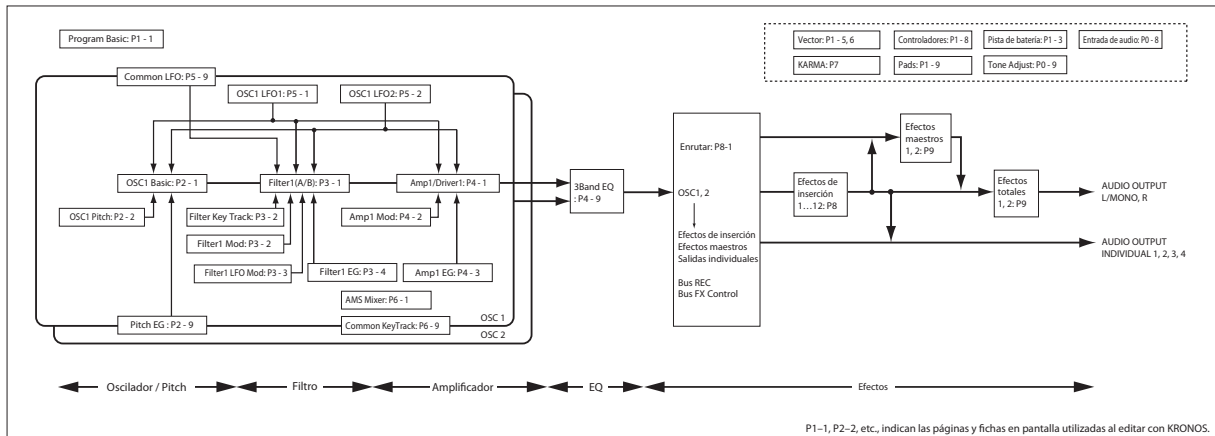 Program Basic: P1 - 1
Vector: P1 - 5, 6
Controladores: P1 - 8
Pista de batería: P1 - 3
Entrada de audio: P0 - 8
KARMA: P7
Pads: P1 - 9
Tone Adjust: P0 - 9
Common LFO: P5 - 9
OSC1 LFO1: P5 - 1
OSC1 LFO2: P5 - 2
OSC1 Basic: P2 - 1
Filter1(A/B): P3 - 1
Amp1/Driver1: P4 - 1
OSC1 Pitch: P2 - 2
Filter Key Track: P3 - 2
Amp1 Mod: P4 - 2
Filter1 Mod: P3 - 2
Filter1 LFO Mod: P3 - 3
Filter1 EG: P3 - 4
Amp1 EG: P4 - 3
AMS Mixer: P6 - 1
Pitch EG : P2 - 9
Common KeyTrack: P6 - 9
OSC 1
OSC 2
3Band EQ
: P4 - 9
Enrutar: P8-1
OSC1, 2
Efectos de inserción
Efectos maestros
Salidas individuales
Bus REC
Bus FX Control
Efectos de
inserción
1…12: P8
Efectos
maestros
1, 2: P9
Efectos
totales
1, 2: P9
AUDIO OUTPUT
L/MONO, R
AUDIO OUTPUT
INDIVIDUAL 1, 2, 3, 4
Oscilador / Pitch
Filtro
Amplificador
EQ
Efectos
P1–1, P2–2, etc., indican las páginas y fichas en pantalla utilizadas al editar con KRONOS.